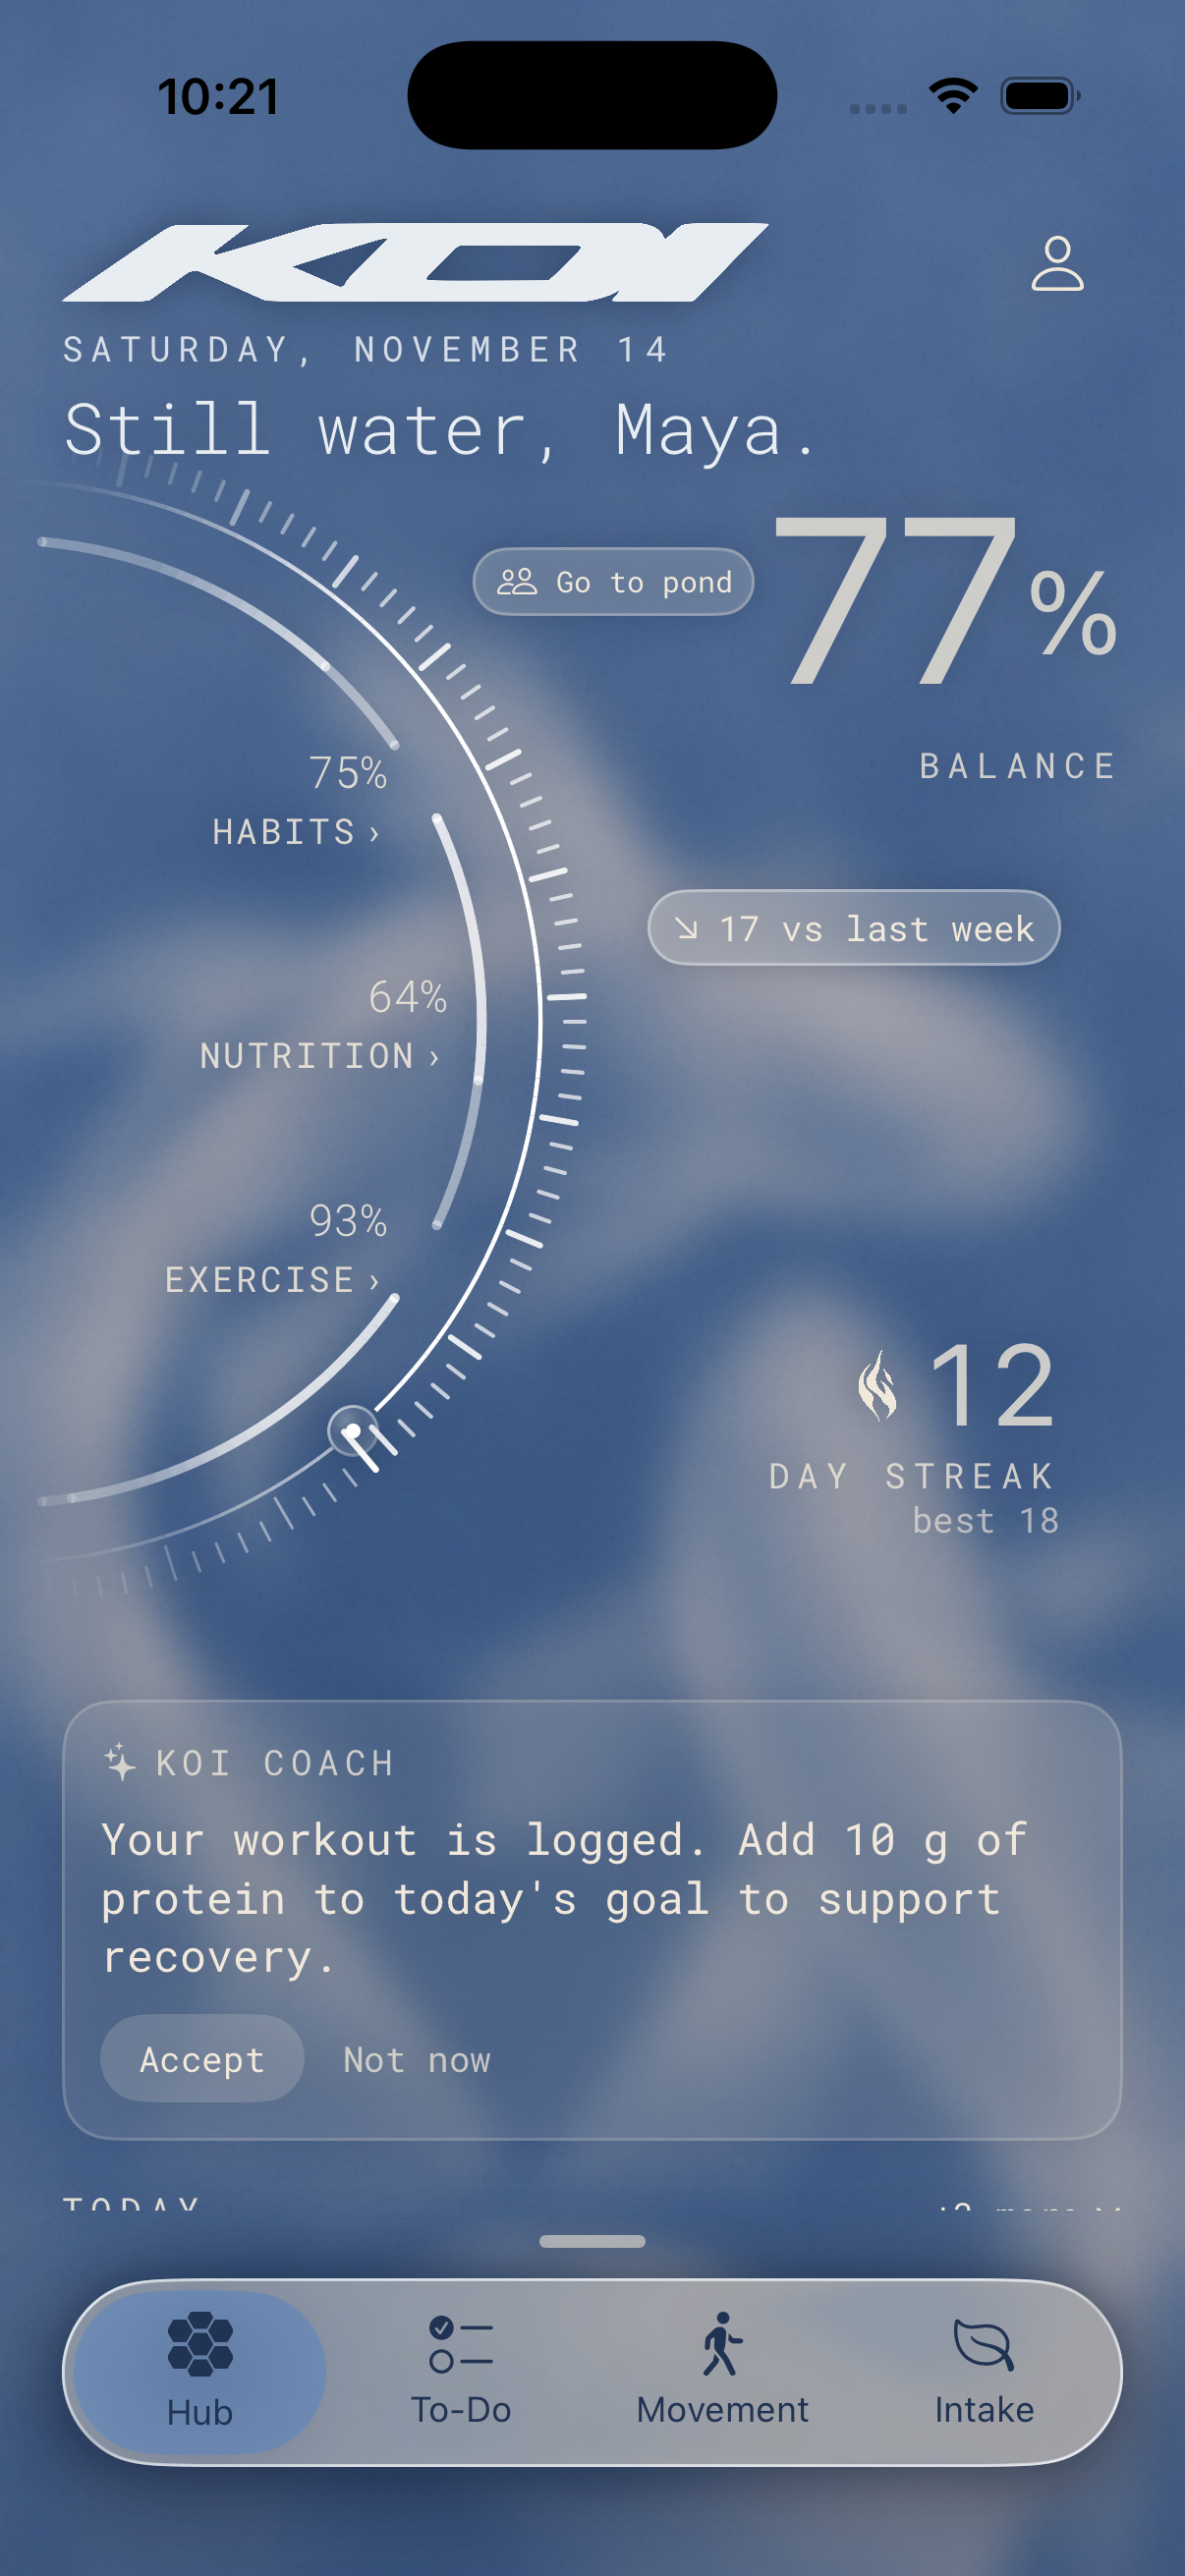 10:21
KOI
SATURDAY, NOVEMBER 14
Still water, Maya.
Go to pond
77%
BALANCE
75%
HABITS ›
17 vs last week
64%
NUTRITION ›
93%
EXERCISE ›
12
DAY STREAK
best 18
KOI COACH
Your workout is logged. Add 10 g of
protein to today's goal to support
recovery.
Accept
Not now
TODAY
Hub
To-Do
Movement
Intake